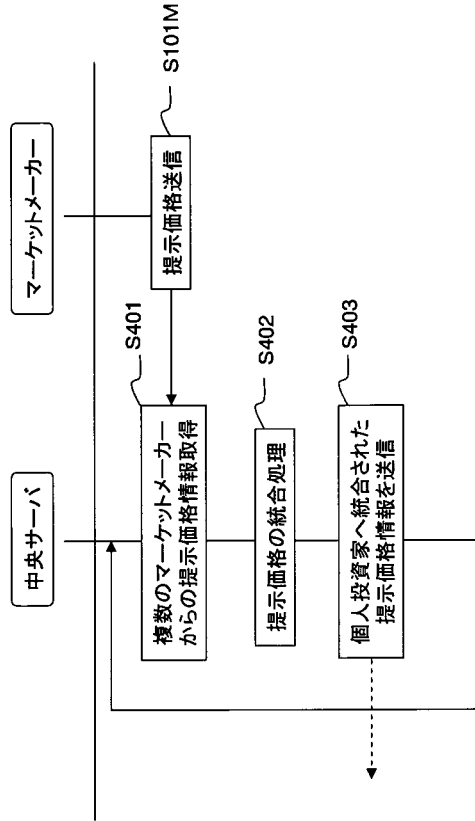 中央サーバ
マーケットメーカー
S401
複数のマーケットメーカー
からの提示価格情報取得
S101M
提示価格送信
S402
提示価格の統合処理
S403
個人投資家へ統合された
提示価格情報を送信